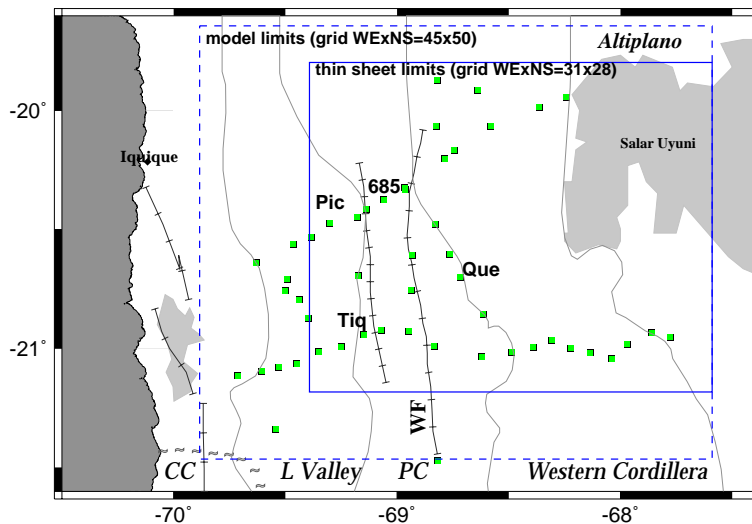 model limits (grid WExNS=45x50)
Altiplano
thin sheet limits (grid WExNS=31x28)
-20°
Salar Uyuni
Iquique
685
Pic
Que
Tiq
-21°
WF
CC
L Valley
PC
Western Cordillera
-70
-69
-68